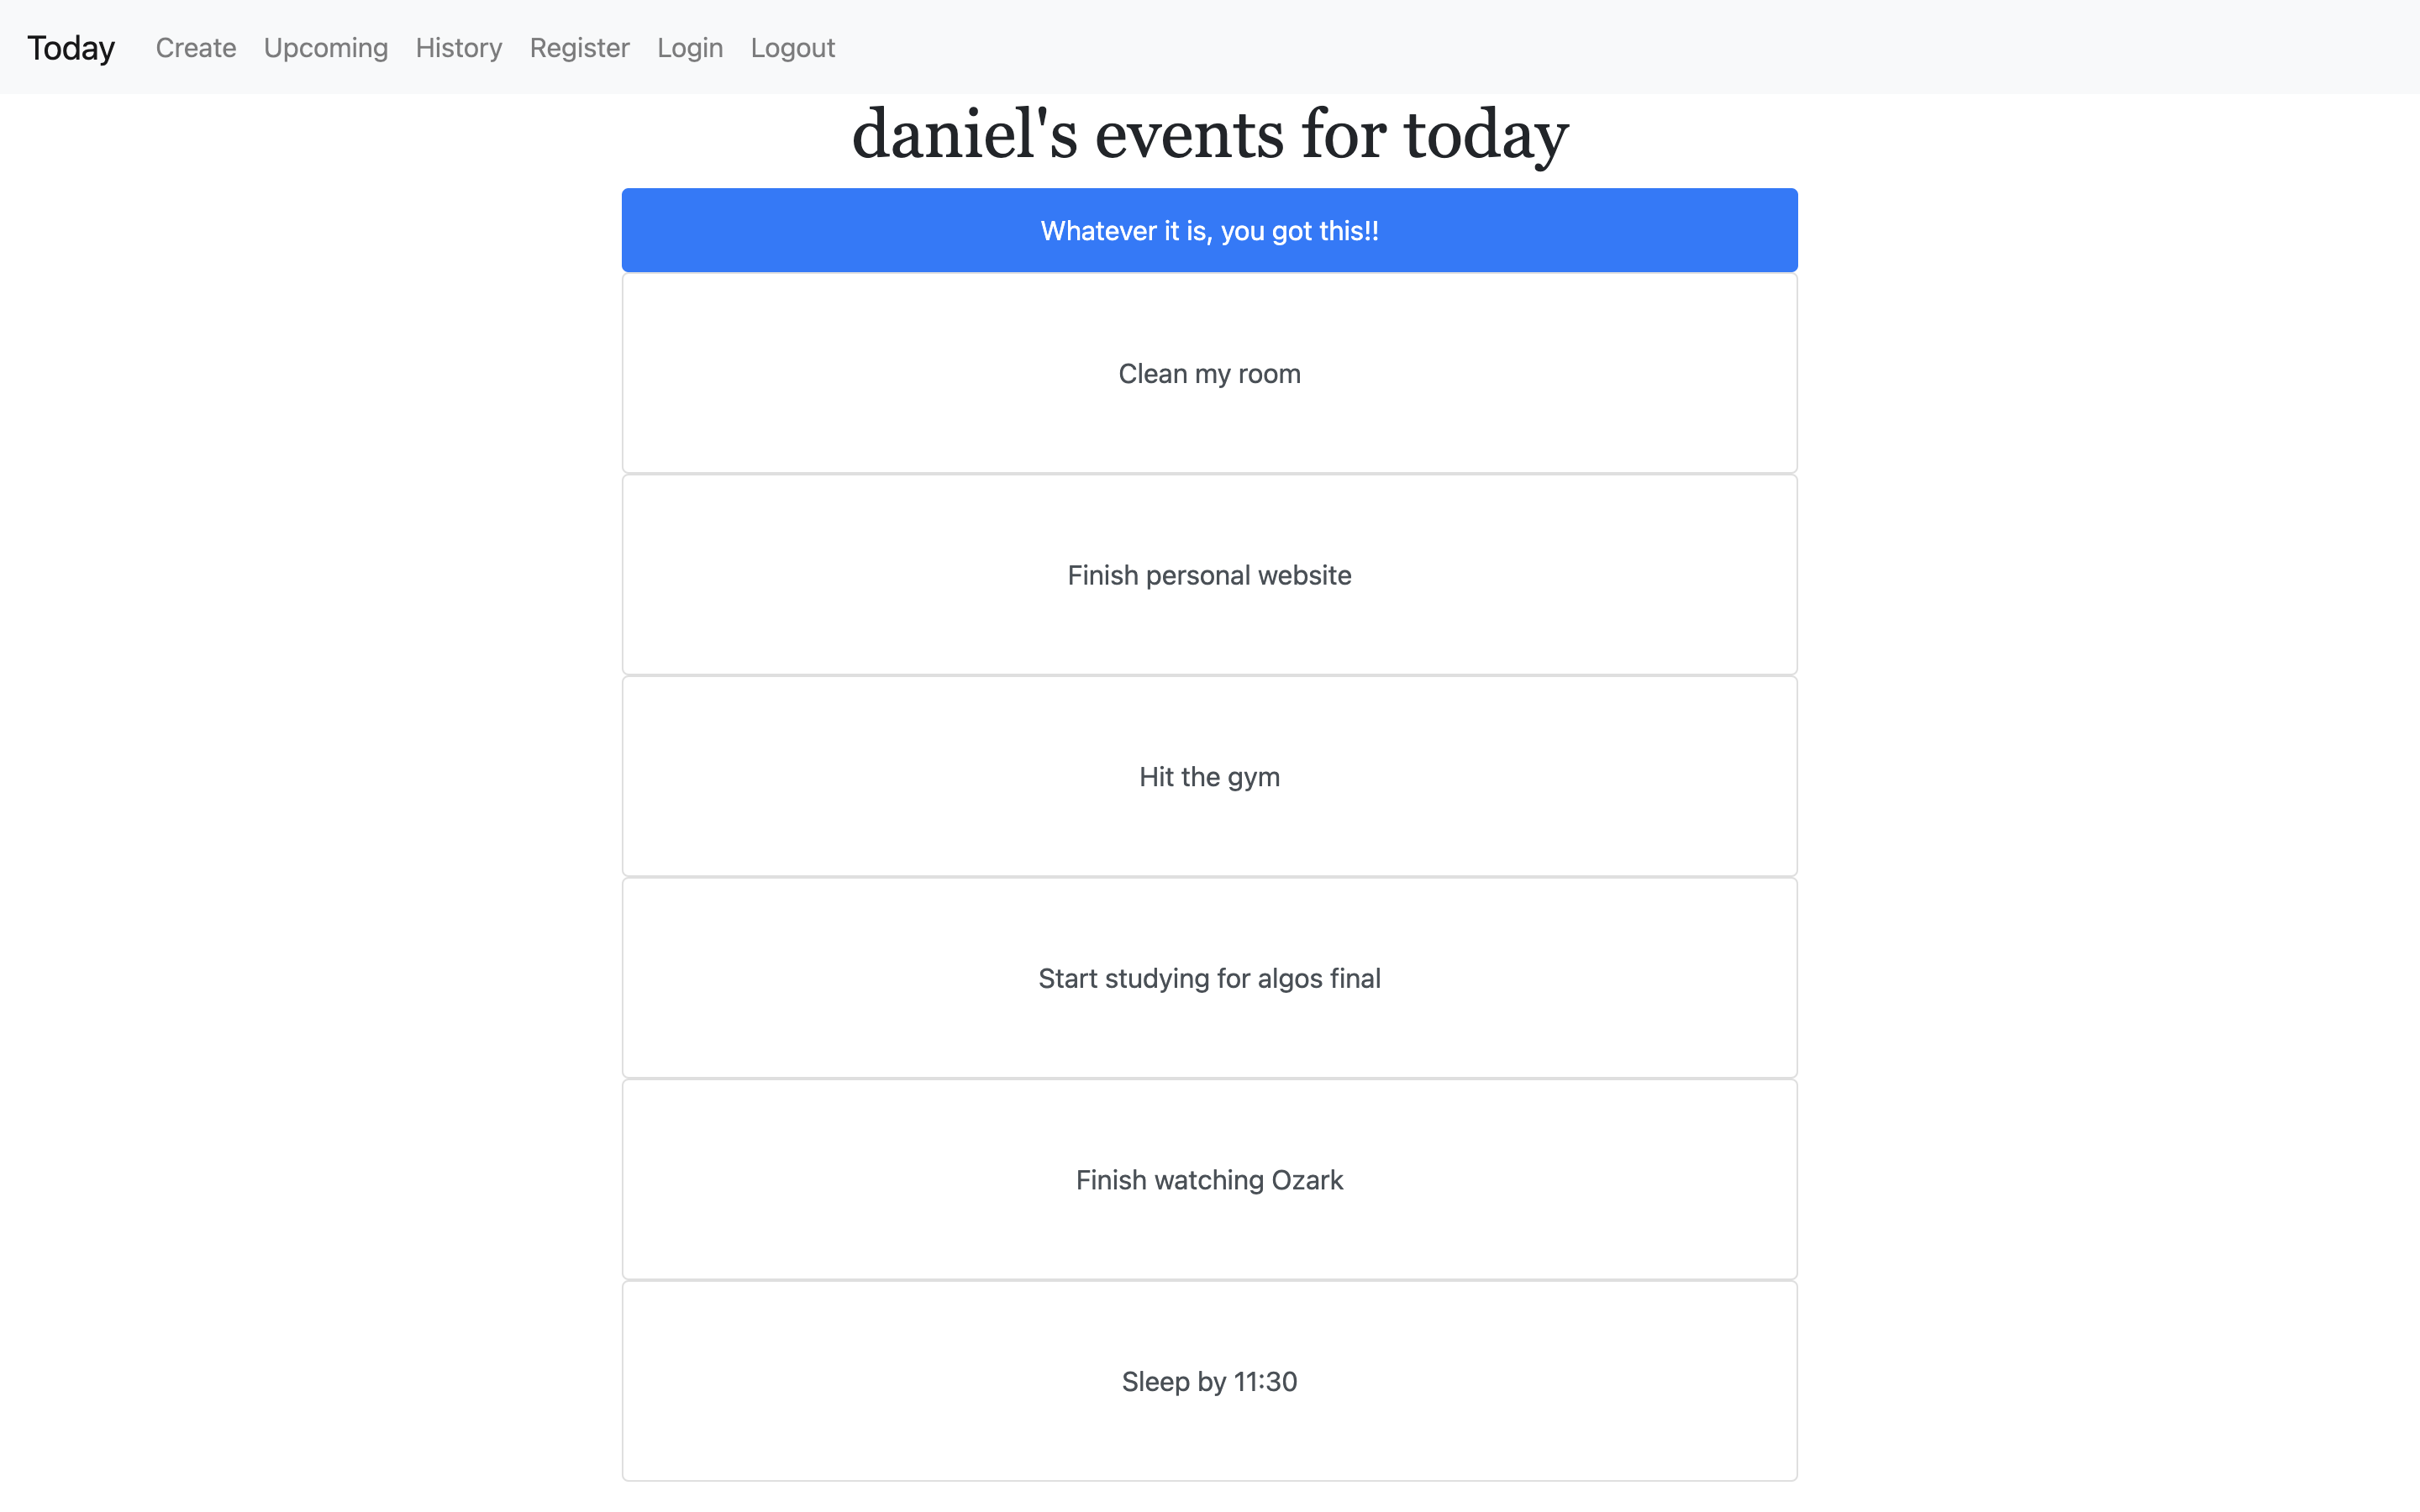 Today Create Upcoming History Register Login Logout
daniel's events for today
Whatever it is, you got this!!
Clean my room
Finish personal website
Hit the gym
Start studying for algos final
Finish watching Ozark
Sleep by 11:30